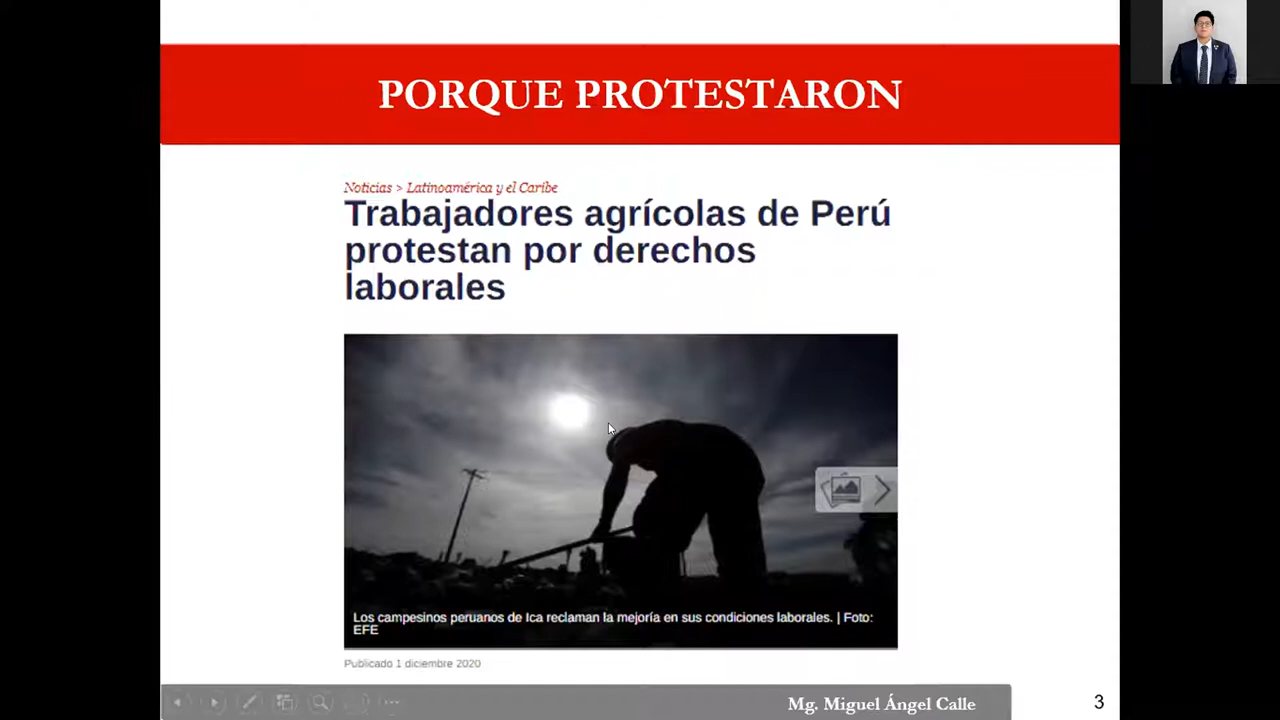 PORQUE PROTESTARON
Noticias > Latinoamérica y el Caribe
Trabajadores agrícolas de Perú
protestan por derechos
laborales
Los campesinos peruanos de Ica reclaman la mejoría en sus condiciones laborales. | Foto:
EFE
Publicado 1 diciembre 2020
Mg. Miguel Ángel Calle
3